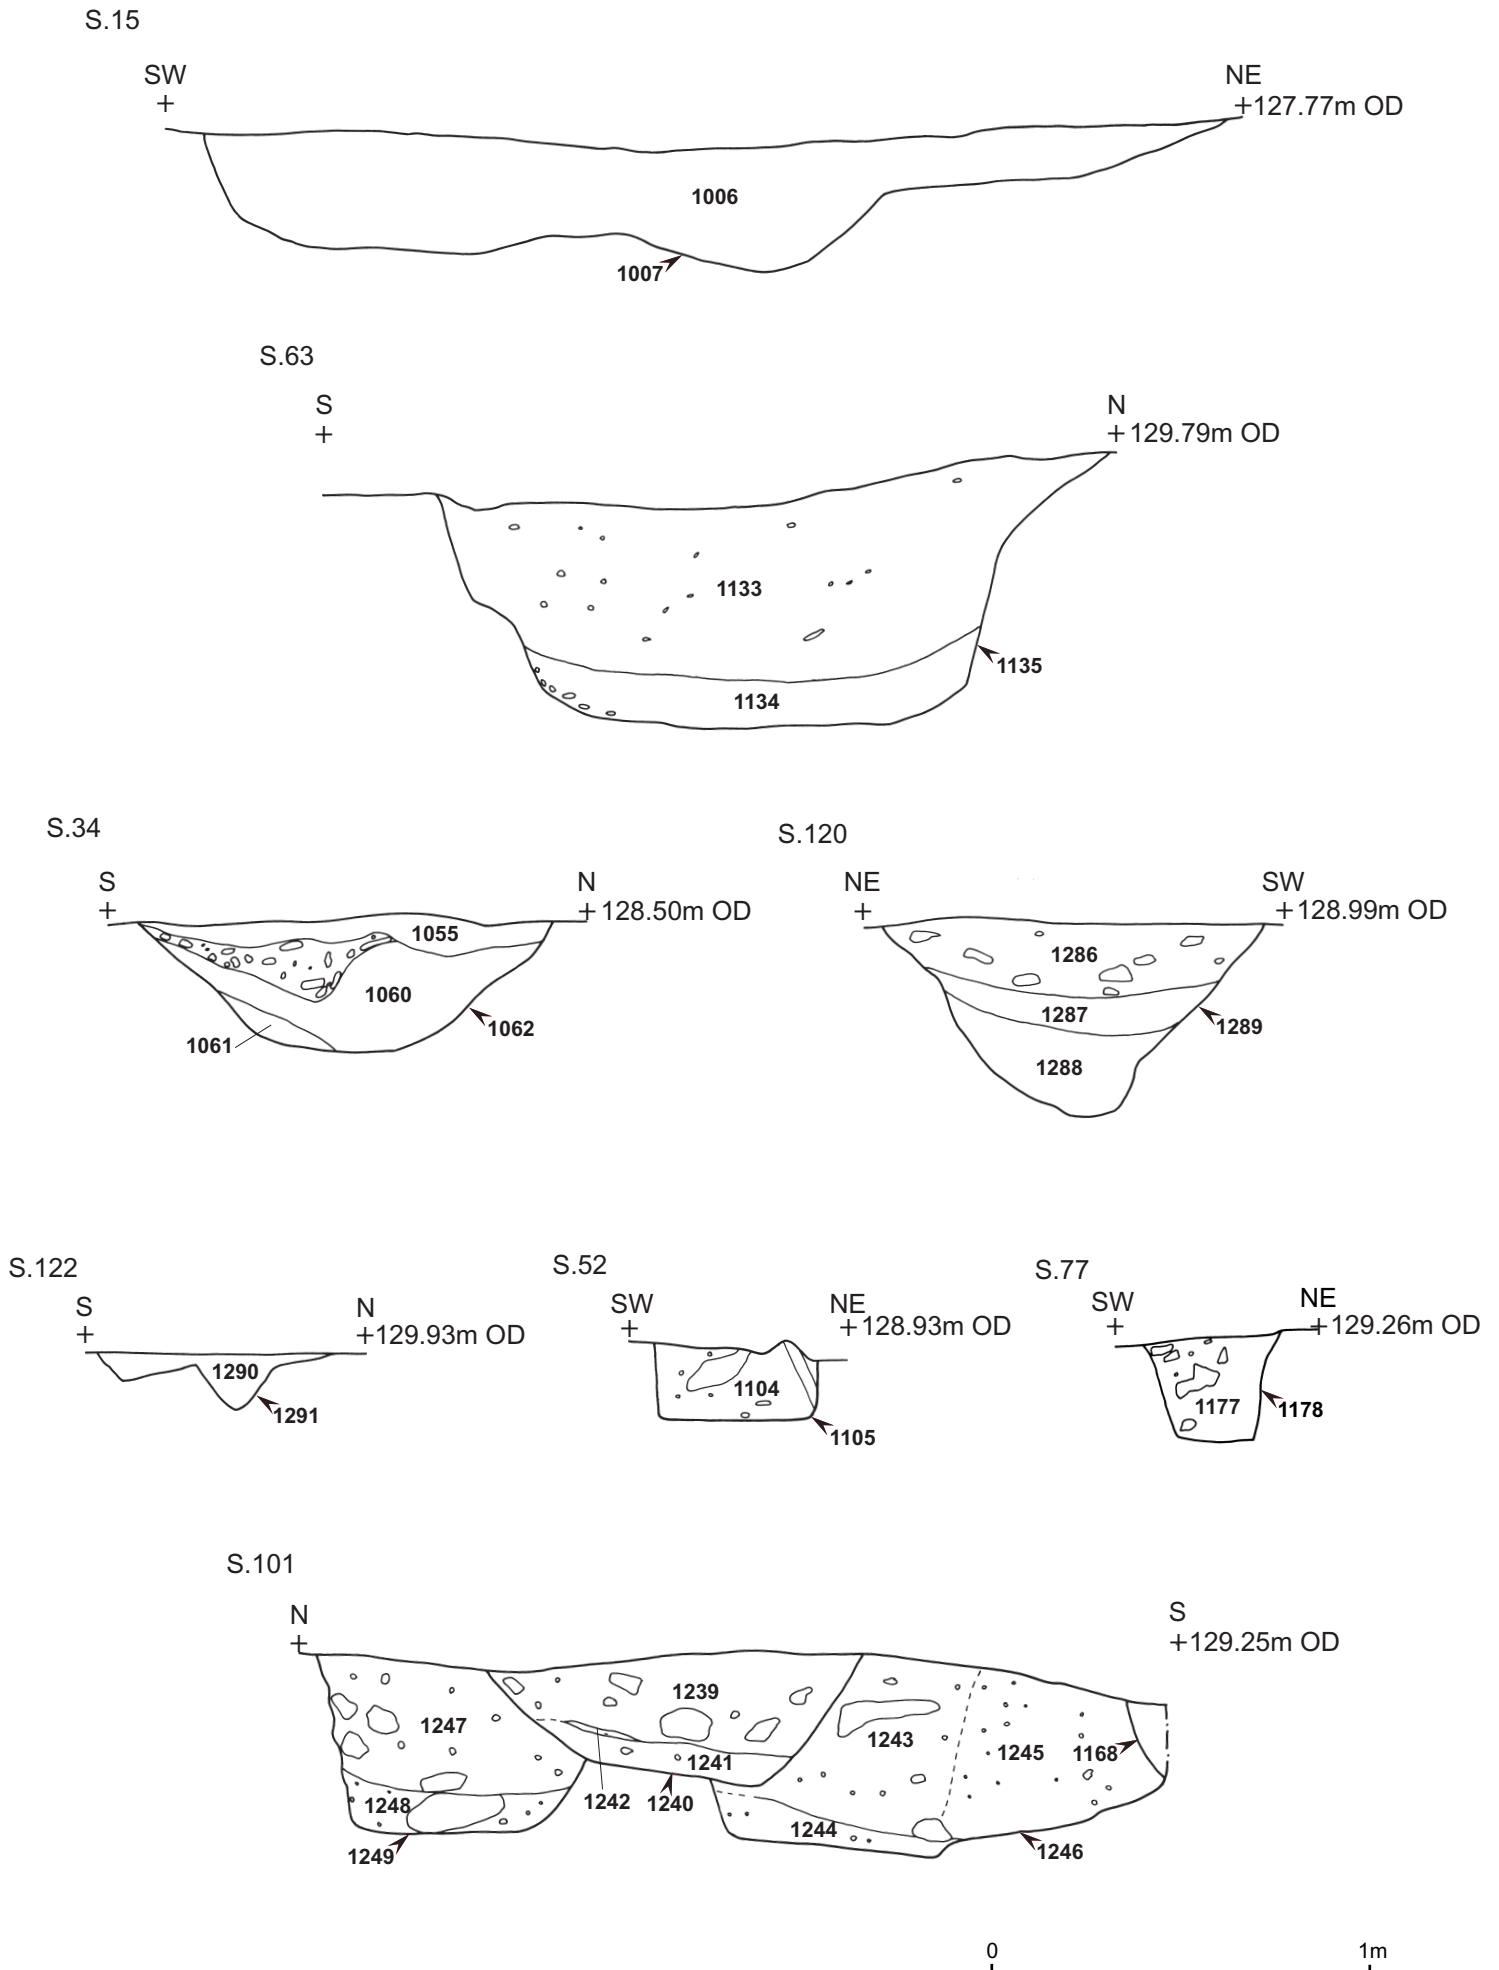 S.15
SW NE
+ +127.77m OD
1006
1007
S.63
S N
+ +129.79m OD
1133
1135
1134
S.34 S.120
S N NE SW
+ +128.50m OD + +128.99m OD
1055 1286
1060 1287
1061 1062 1289
1288
S.122 S.52 S.77
S N SW NE SW NE
+ +129.93m OD + +128.93m OD + +129.26m OD
1290 1104 1177 1178
1291 1105
S.101
N S
+ +129.25m OD
1239
1247 1243 1245 1168
1241
1248 1242 1240
1244
1249 1246
0 1m